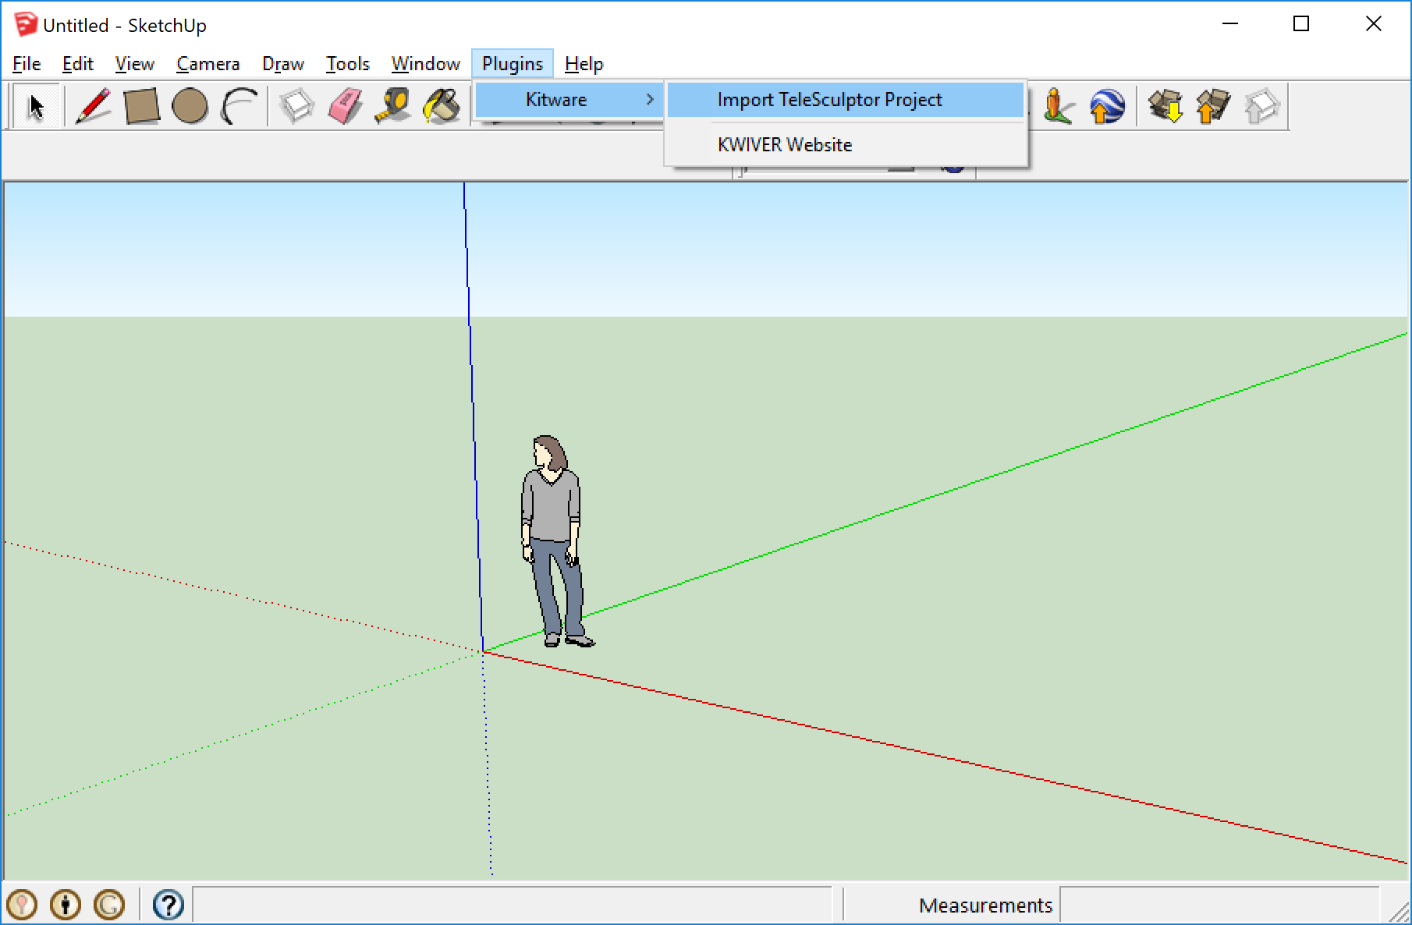 Untitled - SketchUp
File Edit View Camera Draw Tools Window Plugins Help
Kitware Import TeleSculptor Project
KWIVER Website
G ? Measurements